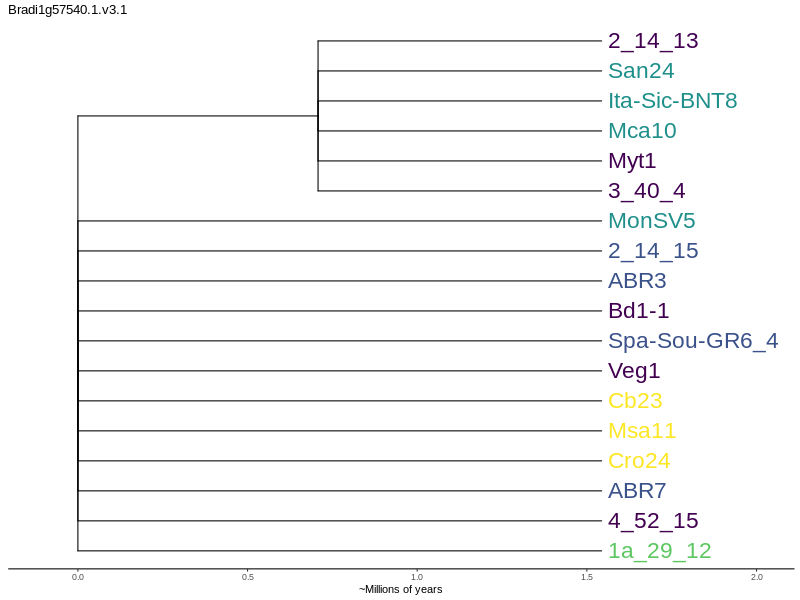 Bradi1g57540.1.v3.1
2_14_13
San24
Ita-Sic-BNT8
Mca10
Myt1
3_40_4
MonSV5
2_14_15
ABR3
Bd1-1
Spa-Sou-GR6_4
Veg1
Cb23
Msa11
Cro24
ABR7
4_52_15
1a_29_12
0.0 0.5 1.0 1.5 2.0
~Millions of years